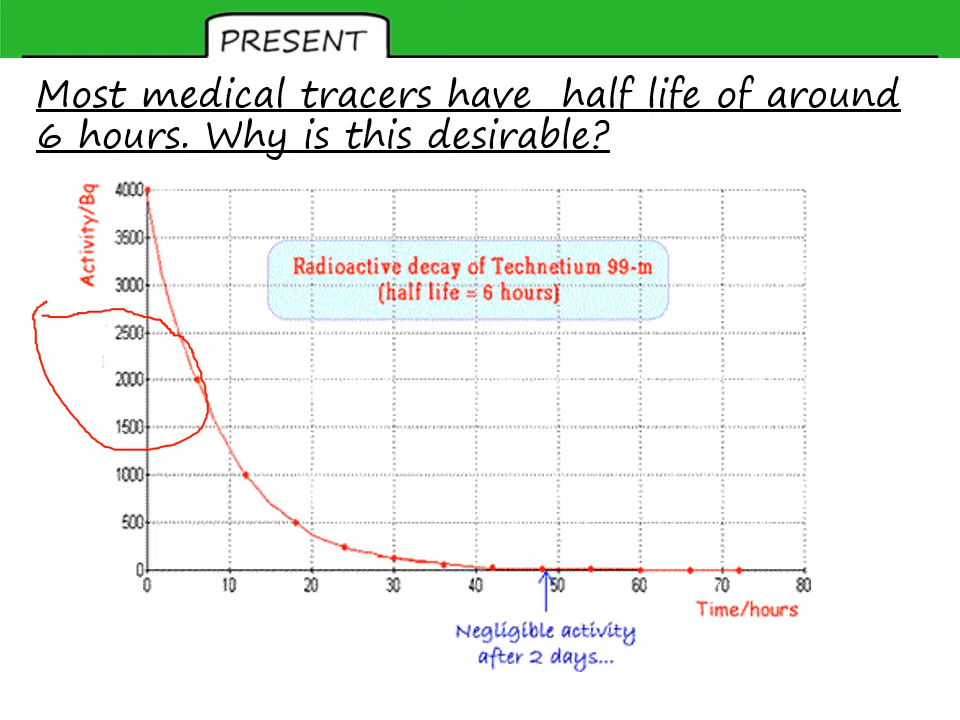 PRESENT
Most medical tracers have half life of around
6 hours. Why is this desirable?
Activity/Bq
4000
3500
3000
2500
2000
1500
1000
500
0
Radioactive decay of Technetium 99-m
(half life = 6 hours)
0 10 20 30 40 50 60 70 80
Time/hours
Negligible activity
after 2 days...